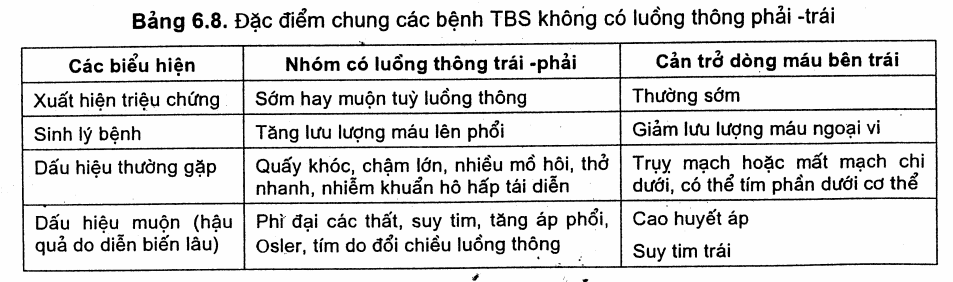 Bảng 6.8. Đặc điểm chung các bệnh TBS không có luồng thông phải -trái
Các biểu hiện
Nhóm có luồng thông trái -phải
Cản trở dòng máu bên trái
Xuất hiện triệu chứng
Sớm hay muộn tuỳ luồng thông
Thường sớm
Sinh lý bệnh
Tăng lưu lượng máu lên phổi
Giảm lưu lượng máu ngoại vi
Dấu hiệu thường gặp
Quấy khóc, chậm lớn, nhiều mồ hôi, thở
nhanh, nhiễm khuẩn hô hấp tái diễn
Trụy mạch hoặc mất mạch chi
dưới, có thể tím phần dưới cơ thể
Dấu hiệu muộn (hậu
quả do diễn biến lâu)
Phì đại các thất, suy tim, tăng áp phổi,
Osler, tím do đổi chiều luồng thông
Cao huyết áp
Suy tim trái